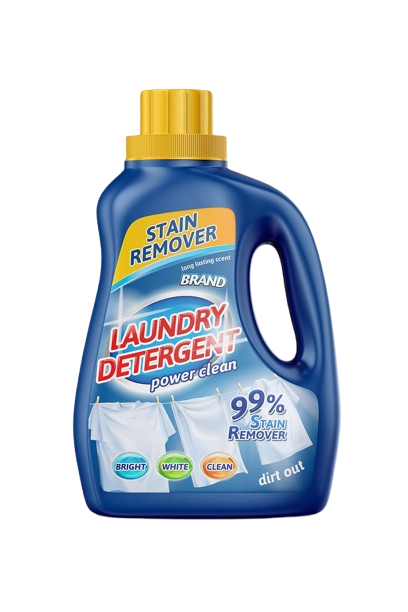 STAIN
REMOVER
long lasting scent
BRAND
LAUNDRY
DETERGENT
power clean
99%
STAIN
REMOVER
BRIGHT
WHITE
CLEAN
dirt out